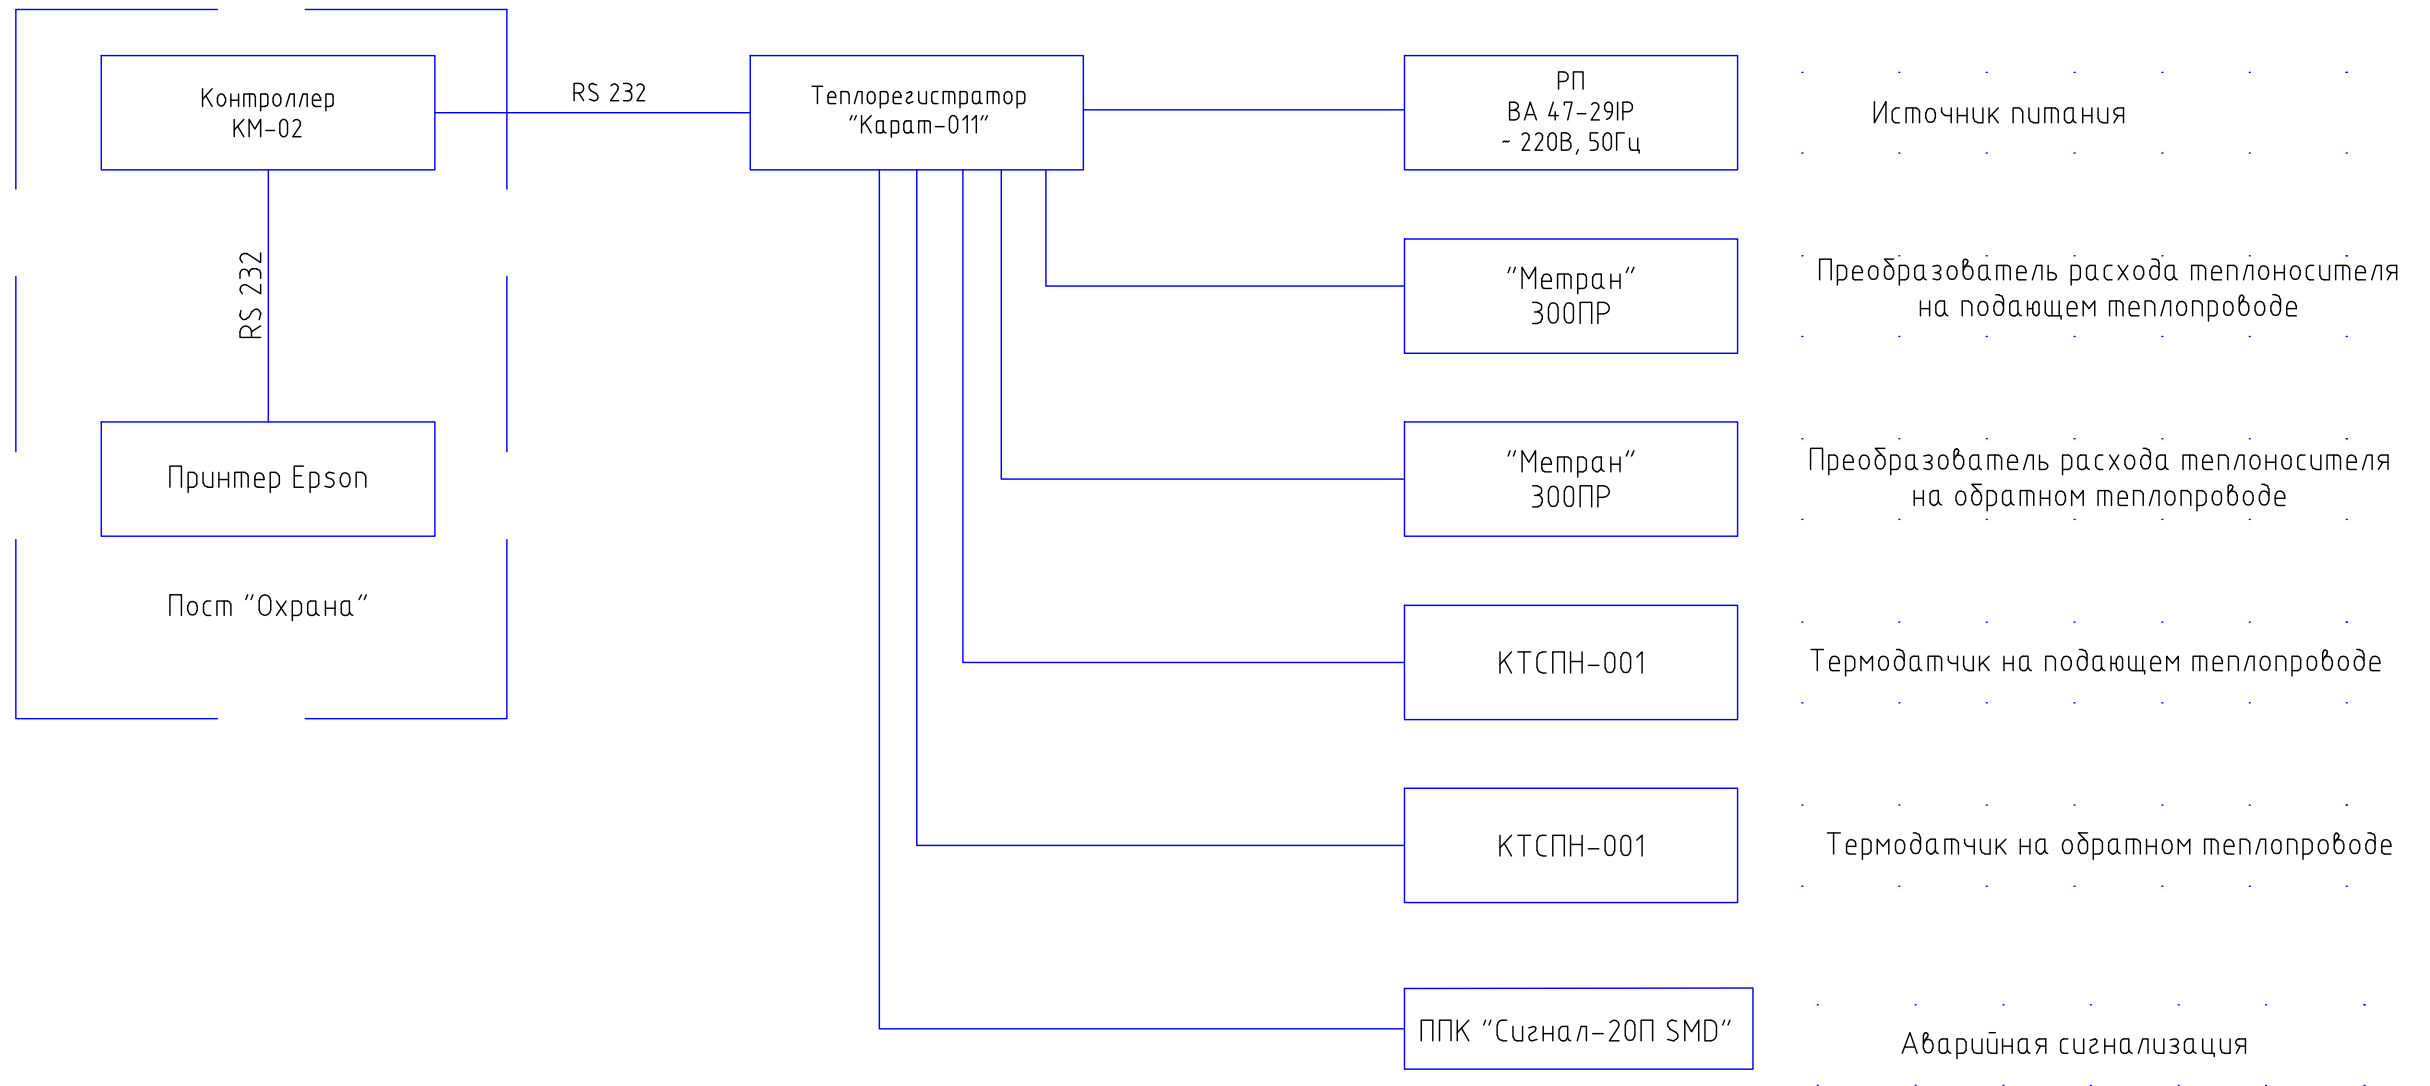 Контроллер
КМ-02
RS 232
Теплорегистратор
"Карат-011"
РП
ВА 47-29IP
~ 220В, 50Гц
Источник питания
RS 232
"Метран"
300ПР
Преобразователь расхода теплоносителя
на подающем теплопроводе
Принтер Epson
"Метран"
300ПР
Преобразователь расхода теплоносителя
на обратном теплопроводе
Пост "Охрана"
КТСПН-001
Термодатчик на подающем теплопроводе
КТСПН-001
Термодатчик на обратном теплопроводе
ППК "Сигнал-20П SMD"
Аварийная сигнализация